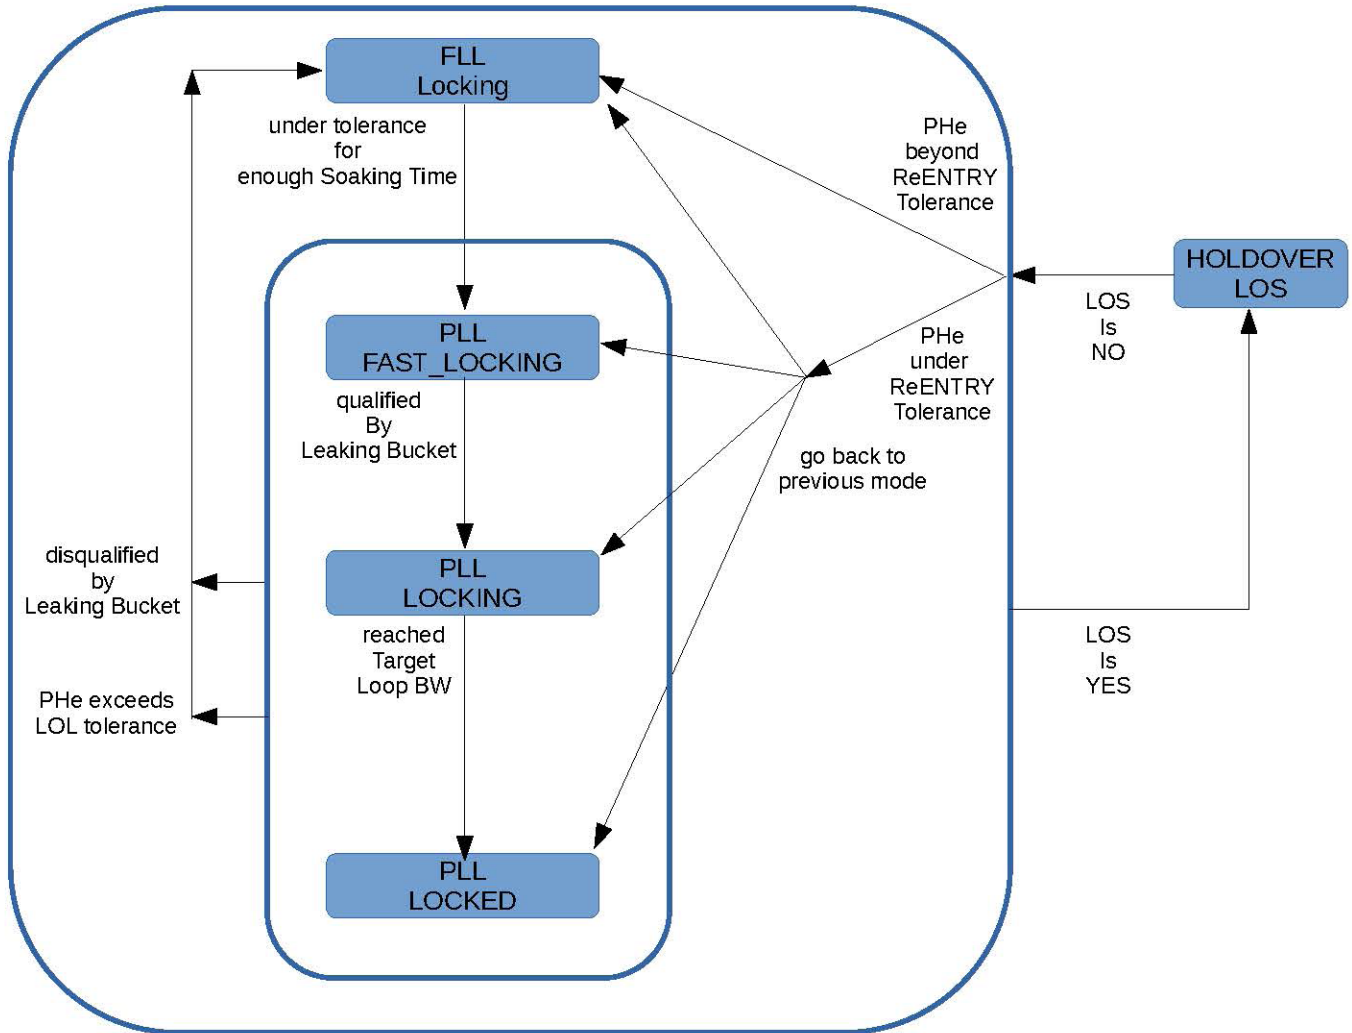 FLL
Locking
under tolerance
for
enough Soaking Time
PHe
beyond
ReENTRY
Tolerance
HOLDOVER
LOS
LOS
Is
NO
PLL
FAST_LOCKING
PHe
under
ReENTRY
Tolerance
qualified
By
Leaking Bucket
go back to
previous mode
disqualified
by
Leaking Bucket
PLL
LOCKING
reached
Target
Loop BW
LOS
Is
YES
PHe exceeds
LOL tolerance
PLL
LOCKED